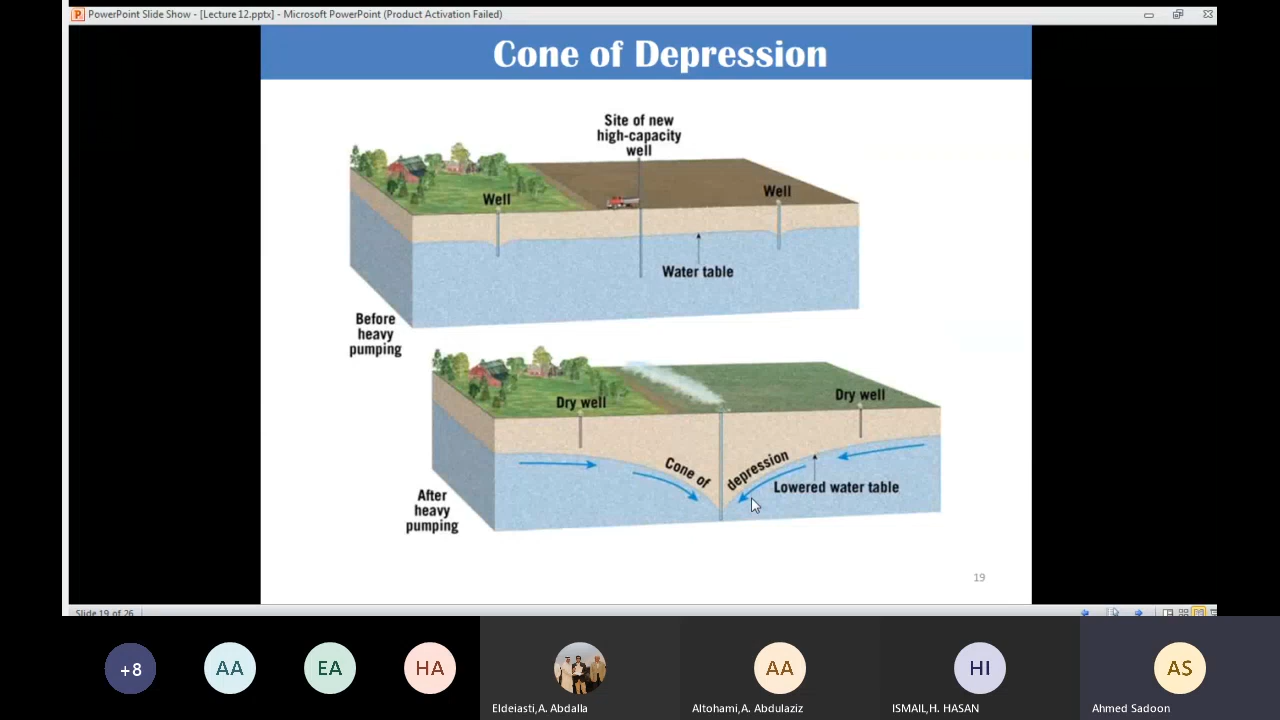 PowerPoint Slide Show - [Lecture 12.pptx] - Microsoft PowerPoint (Product Activation Failed)
Cone of Depression
Site of new
high-capacity
well
Well
Well
Water table
Before
heavy
pumping
Dry well
Dry well
Cone of depression
Lowered water table
After
heavy
pumping
19
Slide 19 of 26
+8
AA
EA
HA
AA
HI
AS
Eldeiasti,A. Abdalla
Altohami,A. Abdulaziz
ISMAIL,H. HASAN
Ahmed Sadoon